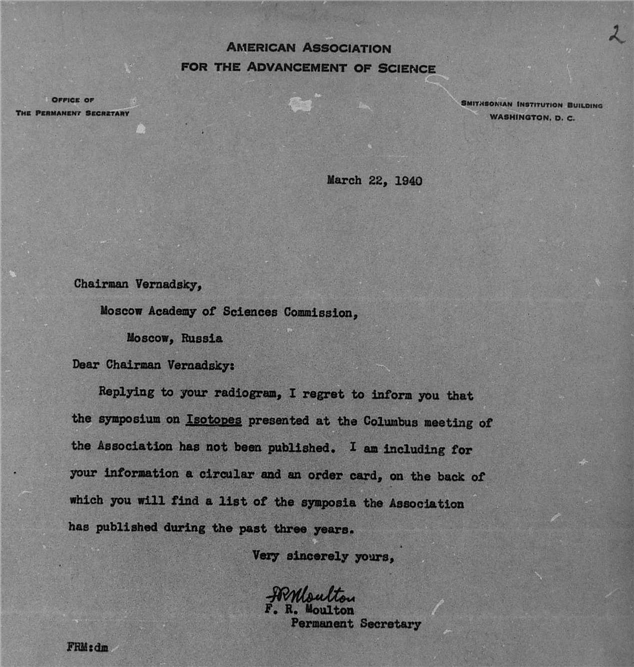 2
AMERICAN ASSOCIATION
FOR THE ADVANCEMENT OF SCIENCE
OFFICE OF
THE PERMANENT SECRETARY
SMITHSONIAN INSTITUTION BUILDING
WASHINGTON, D. C.
March 22, 1940
Chairman Vernadsky,
Moscow Academy of Sciences Commission,
Moscow, Russia
Dear Chairman Vernadsky:
Replying to your radiogram, I regret to inform you that
the symposium on Isotopes presented at the Columbus meeting of
the Association has not been published. I am including for
your information a circular and an order card, on the back of
which you will find a list of the symposia the Association
has published during the past three years.
Very sincerely yours,
FRMoulton
F. R. Moulton
Permanent Secretary
FRM:dm